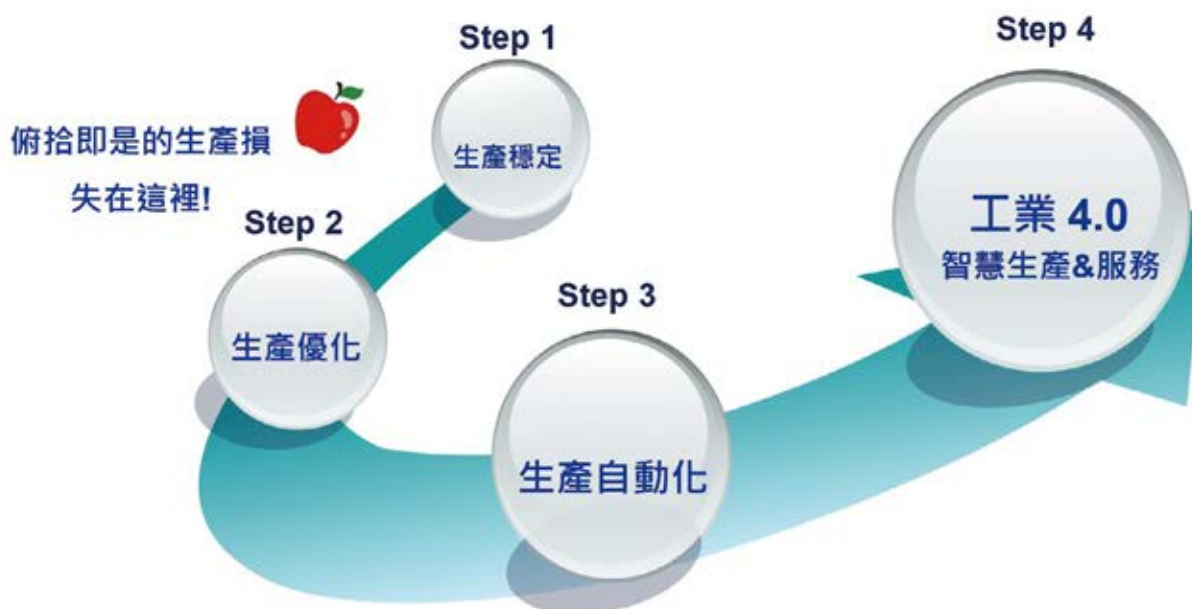 Step 1
生產穩定
俯拾即是的生產損
失在這裡!
Step 2
生產優化
Step 3
生產自動化
Step 4
工業 4.0
智慧生產&服務